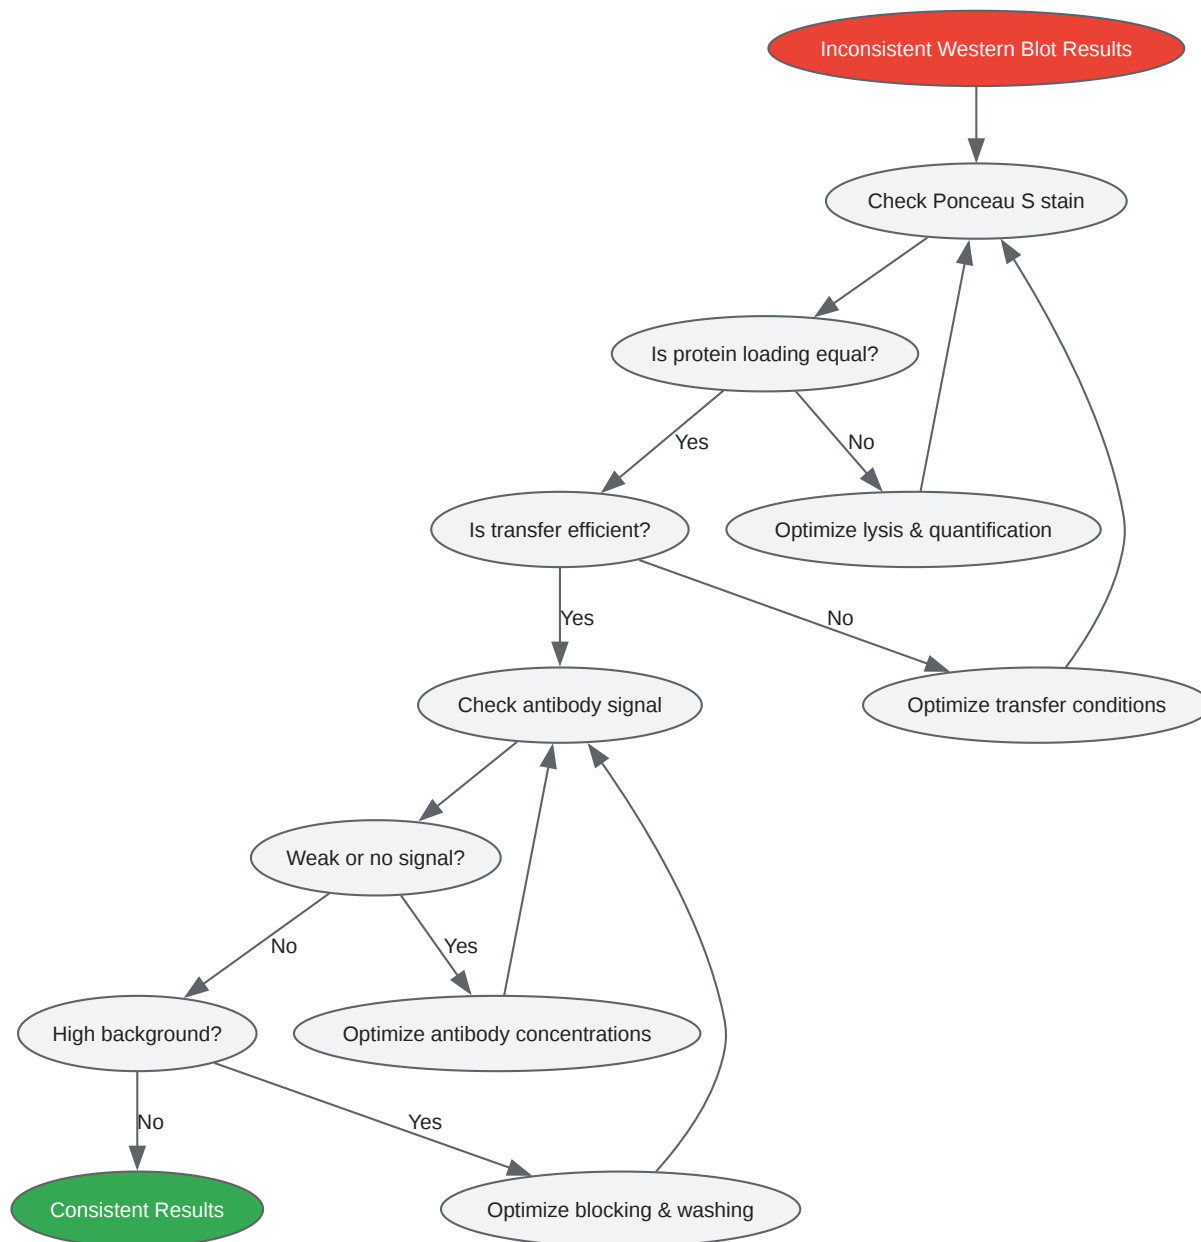 Inconsistent Western Blot Results
Check Ponceau S stain
Is protein loading equal?
Yes
No
Is transfer efficient?
Optimize lysis & quantification
Yes
No
Check antibody signal
Optimize transfer conditions
Weak or no signal?
No
Yes
High background?
Optimize antibody concentrations
No
Yes
Consistent Results
Optimize blocking & washing